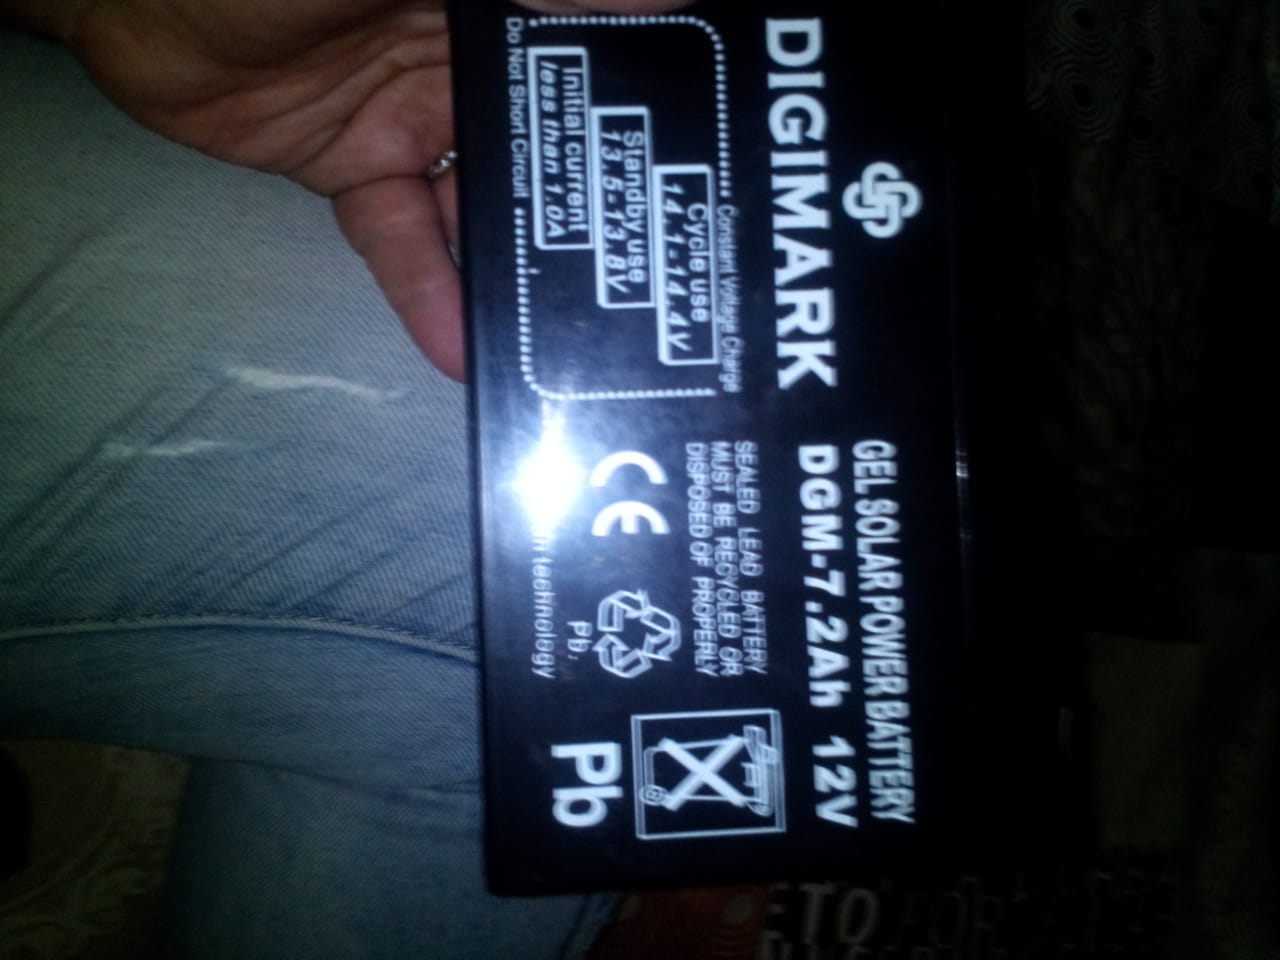 DIGIMARK
GEL SOLAR POWER BATTERY
DGM-7.2Ah 12V
Constant Voltage Charge
Cycle use
14.1-14.4V
Standby use
13.5-13.8V
Initial current
less than 1.0A
Do Not Short Circuit
SEALED LEAD BATTERY
MUST BE RECYCLED OR
DISPOSED OF PROPERLY
CE
Pb
technology
Pb